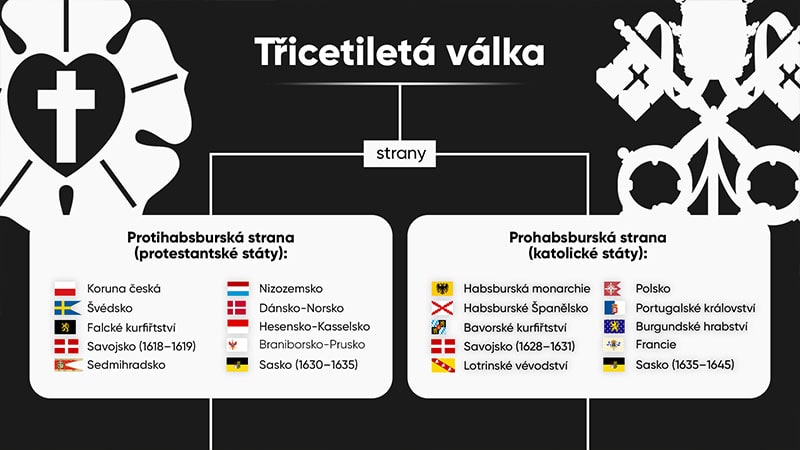 Třicetiletá válka
strany
Protihabsburská strana
(protestantské státy):
Koruna česká
Švédsko
Falcké kurfiřtství
Savojsko (1618–1619)
Sedmihradsko
Nizozemsko
Dánsko-Norsko
Hesensko-Kasselsko
Braniborsko-Prusko
Sasko (1630–1635)
Prohabsburská strana
(katolické státy):
Habsburská monarchie
Habsburské Španělsko
Bavorské kurfiřtství
Savojsko (1628–1631)
Lotrinské vévodství
Polsko
Portugalské království
Burgundské hrabství
Francie
Sasko (1635–1645)